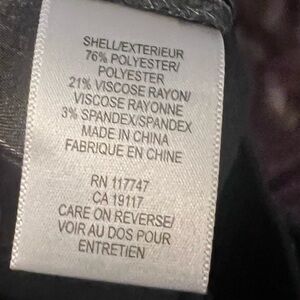 SHELL/EXTERIEUR
76% POLYESTER/
POLYESTER
21% VISCOSE RAYON/
VISCOSE RAYONNE
3% SPANDEX/SPANDEX
MADE IN CHINA
FABRIQUE EN CHINE
RN 117747
CA 19117
CARE ON REVERSE/
VOIR AU DOS POUR
ENTRETIEN